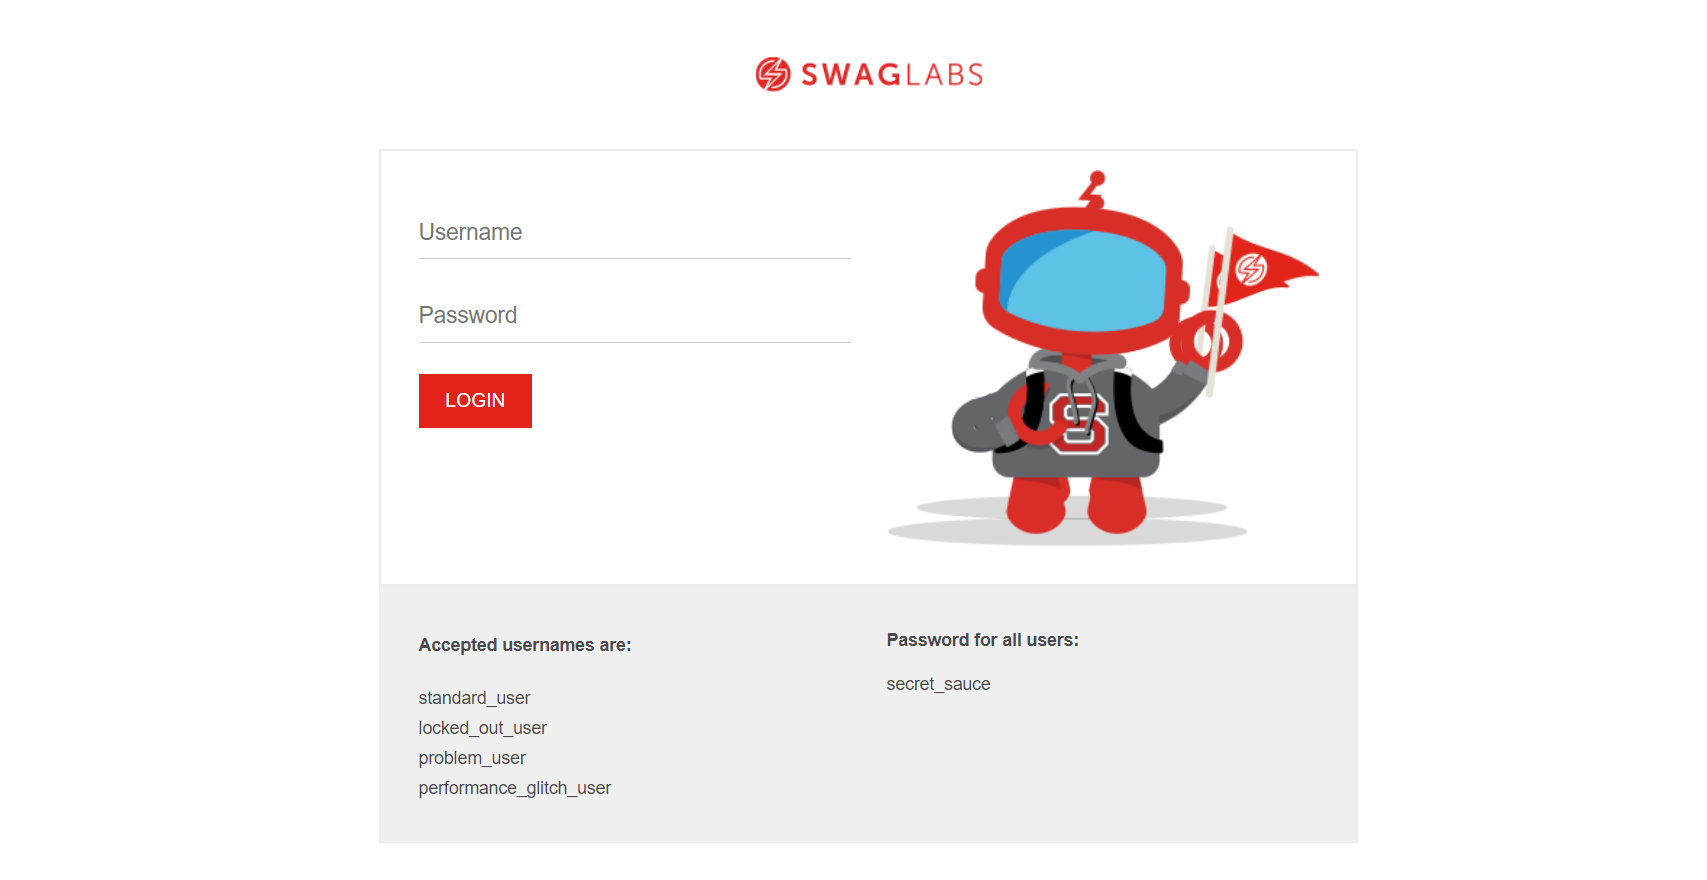 SWAGLABS
Username
Password
LOGIN
S
Accepted usernames are:
standard_user
locked_out_user
problem_user
performance_glitch_user
Password for all users:
secret_sauce